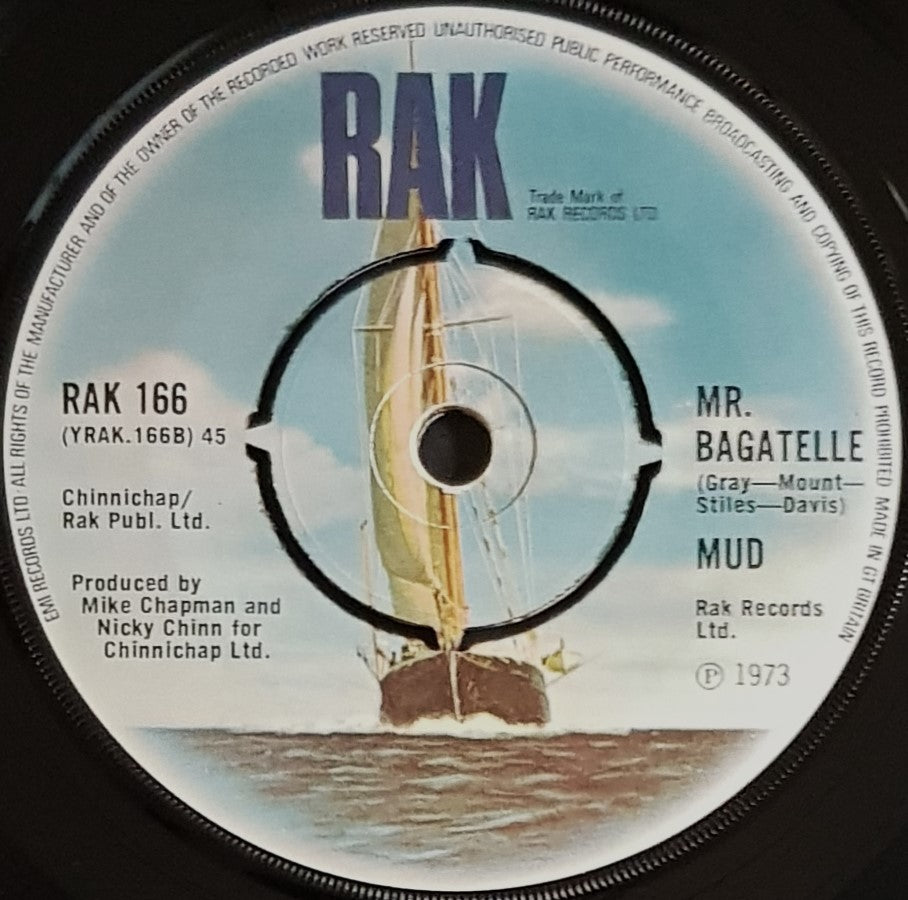 EMI RECORDS LTD·ALL RIGHTS OF THE MANUFACTURER AND OF THE OWNER OF THE RECORDED WORK RESERVED UNAUTHORISED PUBLIC PERFORMANCE BROADCASTING AND COPYING OF THIS RECORD PROHIBITED MADE IN GT BRITAIN
RAK
Trade Mark of
RAK RECORDS LTD
RAK 166
(YRAK.166B) 45
Chinnichap/
Rak Publ. Ltd.
Produced by
Mike Chapman and
Nicky Chinn for
Chinnichap Ltd.
MR.
BAGATELLE
(Gray—Mount—
Stiles—Davis)
MUD
Rak Records
Ltd.
Ⓟ 1973